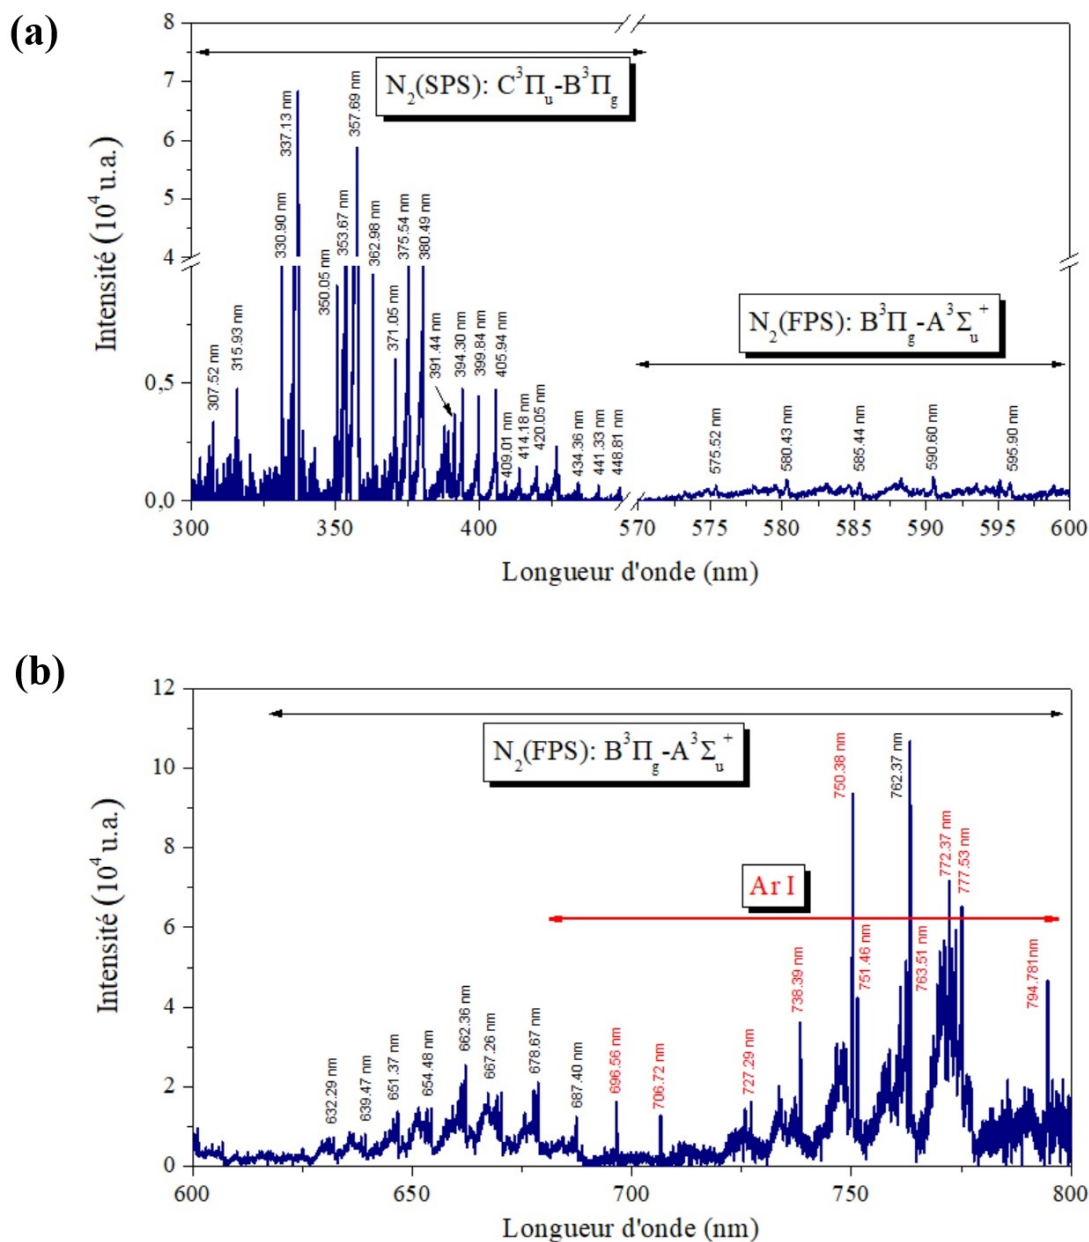 (a)
8
7
6
5
4
0,5
0,0
Intensité (10⁴ u.a.)
N₂(SPS): C³Πᵤ-B³Π_g
N₂(FPS): B³Π_g-A³Σᵤ⁺
307.52 nm
315.93 nm
330.90 nm
337.13 nm
350.05 nm
353.67 nm
357.69 nm
362.98 nm
371.05 nm
375.54 nm
380.49 nm
391.44 nm
394.30 nm
399.84 nm
405.94 nm
409.01 nm
414.18 nm
420.05 nm
434.36 nm
441.33 nm
448.81 nm
575.52 nm
580.43 nm
585.44 nm
590.60 nm
595.90 nm
300 350 400 570 575 580 585 590 595 600
Longueur d'onde (nm)
(b)
12
10
8
6
4
2
0
Intensité (10⁴ u.a.)
N₂(FPS): B³Π_g-A³Σᵤ⁺
Ar I
632.29 nm
639.47 nm
651.37 nm
654.48 nm
662.36 nm
667.26 nm
678.67 nm
687.40 nm
696.56 nm
706.72 nm
727.29 nm
738.39 nm
750.38 nm
751.46 nm
762.37 nm
763.51 nm
772.37 nm
777.53 nm
794.781nm
600 650 700 750 800
Longueur d'onde (nm)